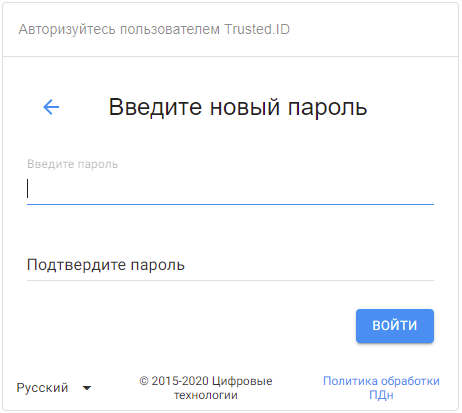 Авторизуйтесь пользователем Trusted.ID
Введите новый пароль
Введите пароль
Подтвердите пароль
ВОЙТИ
Русский
© 2015-2020 Цифровые
технологии
Политика обработки
ПДн